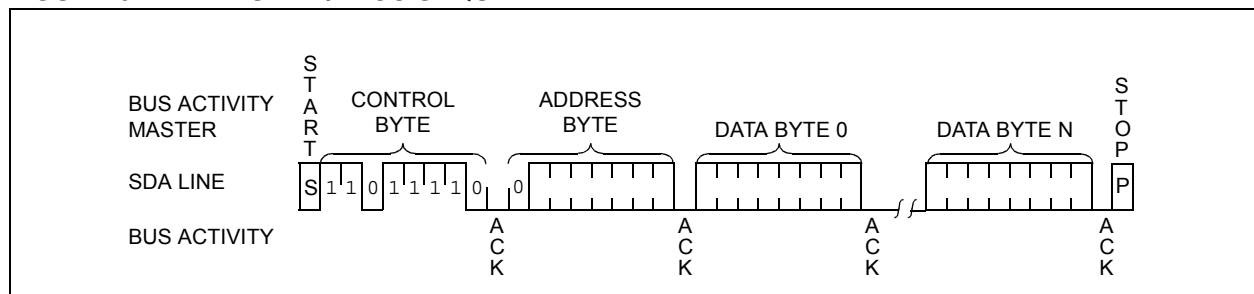 START
STOP
BUS ACTIVITY
MASTER
CONTROL
BYTE
ADDRESS
BYTE
DATA BYTE 0
DATA BYTE N
SDA LINE
S 1 1 0 1 1 1 1 0 0 P
BUS ACTIVITY
ACK
ACK
ACK
ACK